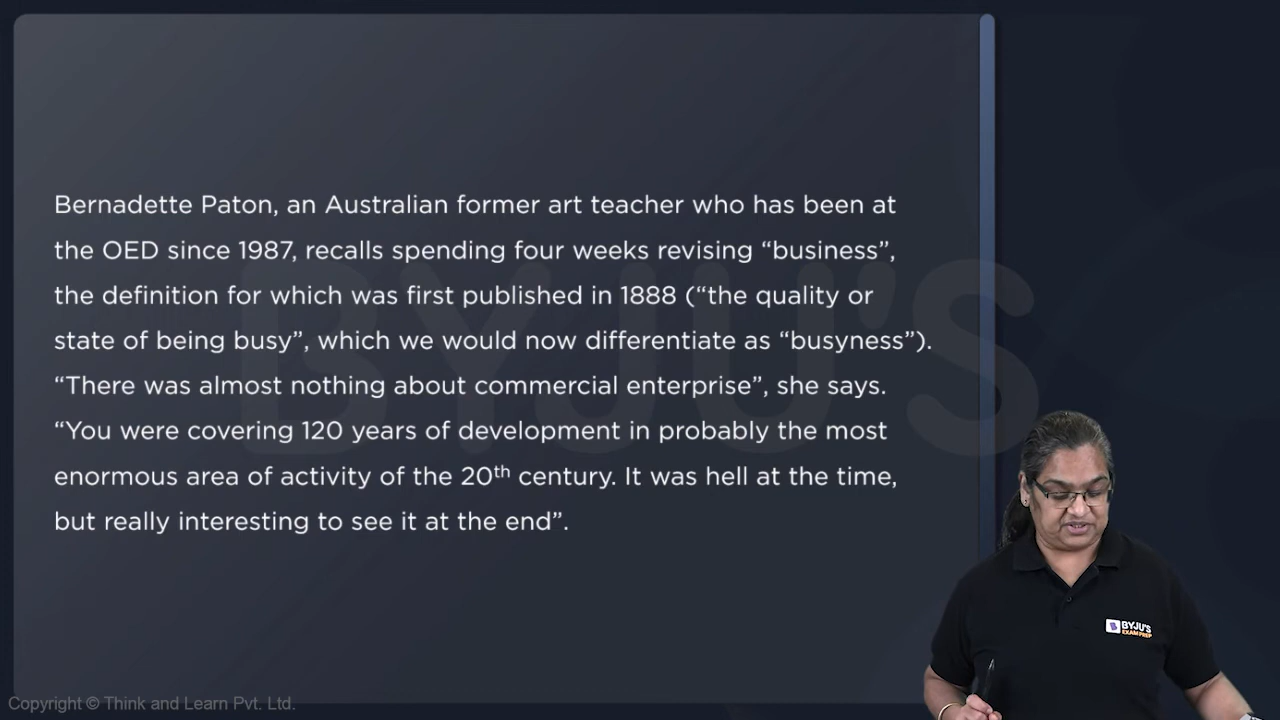 Bernadette Paton, an Australian former art teacher who has been at
the OED since 1987, recalls spending four weeks revising “business”,
the definition for which was first published in 1888 (“the quality or
state of being busy”, which we would now differentiate as “busyness”).
“There was almost nothing about commercial enterprise”, she says.
“You were covering 120 years of development in probably the most
enormous area of activity of the 20th century. It was hell at the time,
but really interesting to see it at the end”.
BYJU'S
B BYJU'S
EXAM PREP
Copyright © Think and Learn Pvt. Ltd.